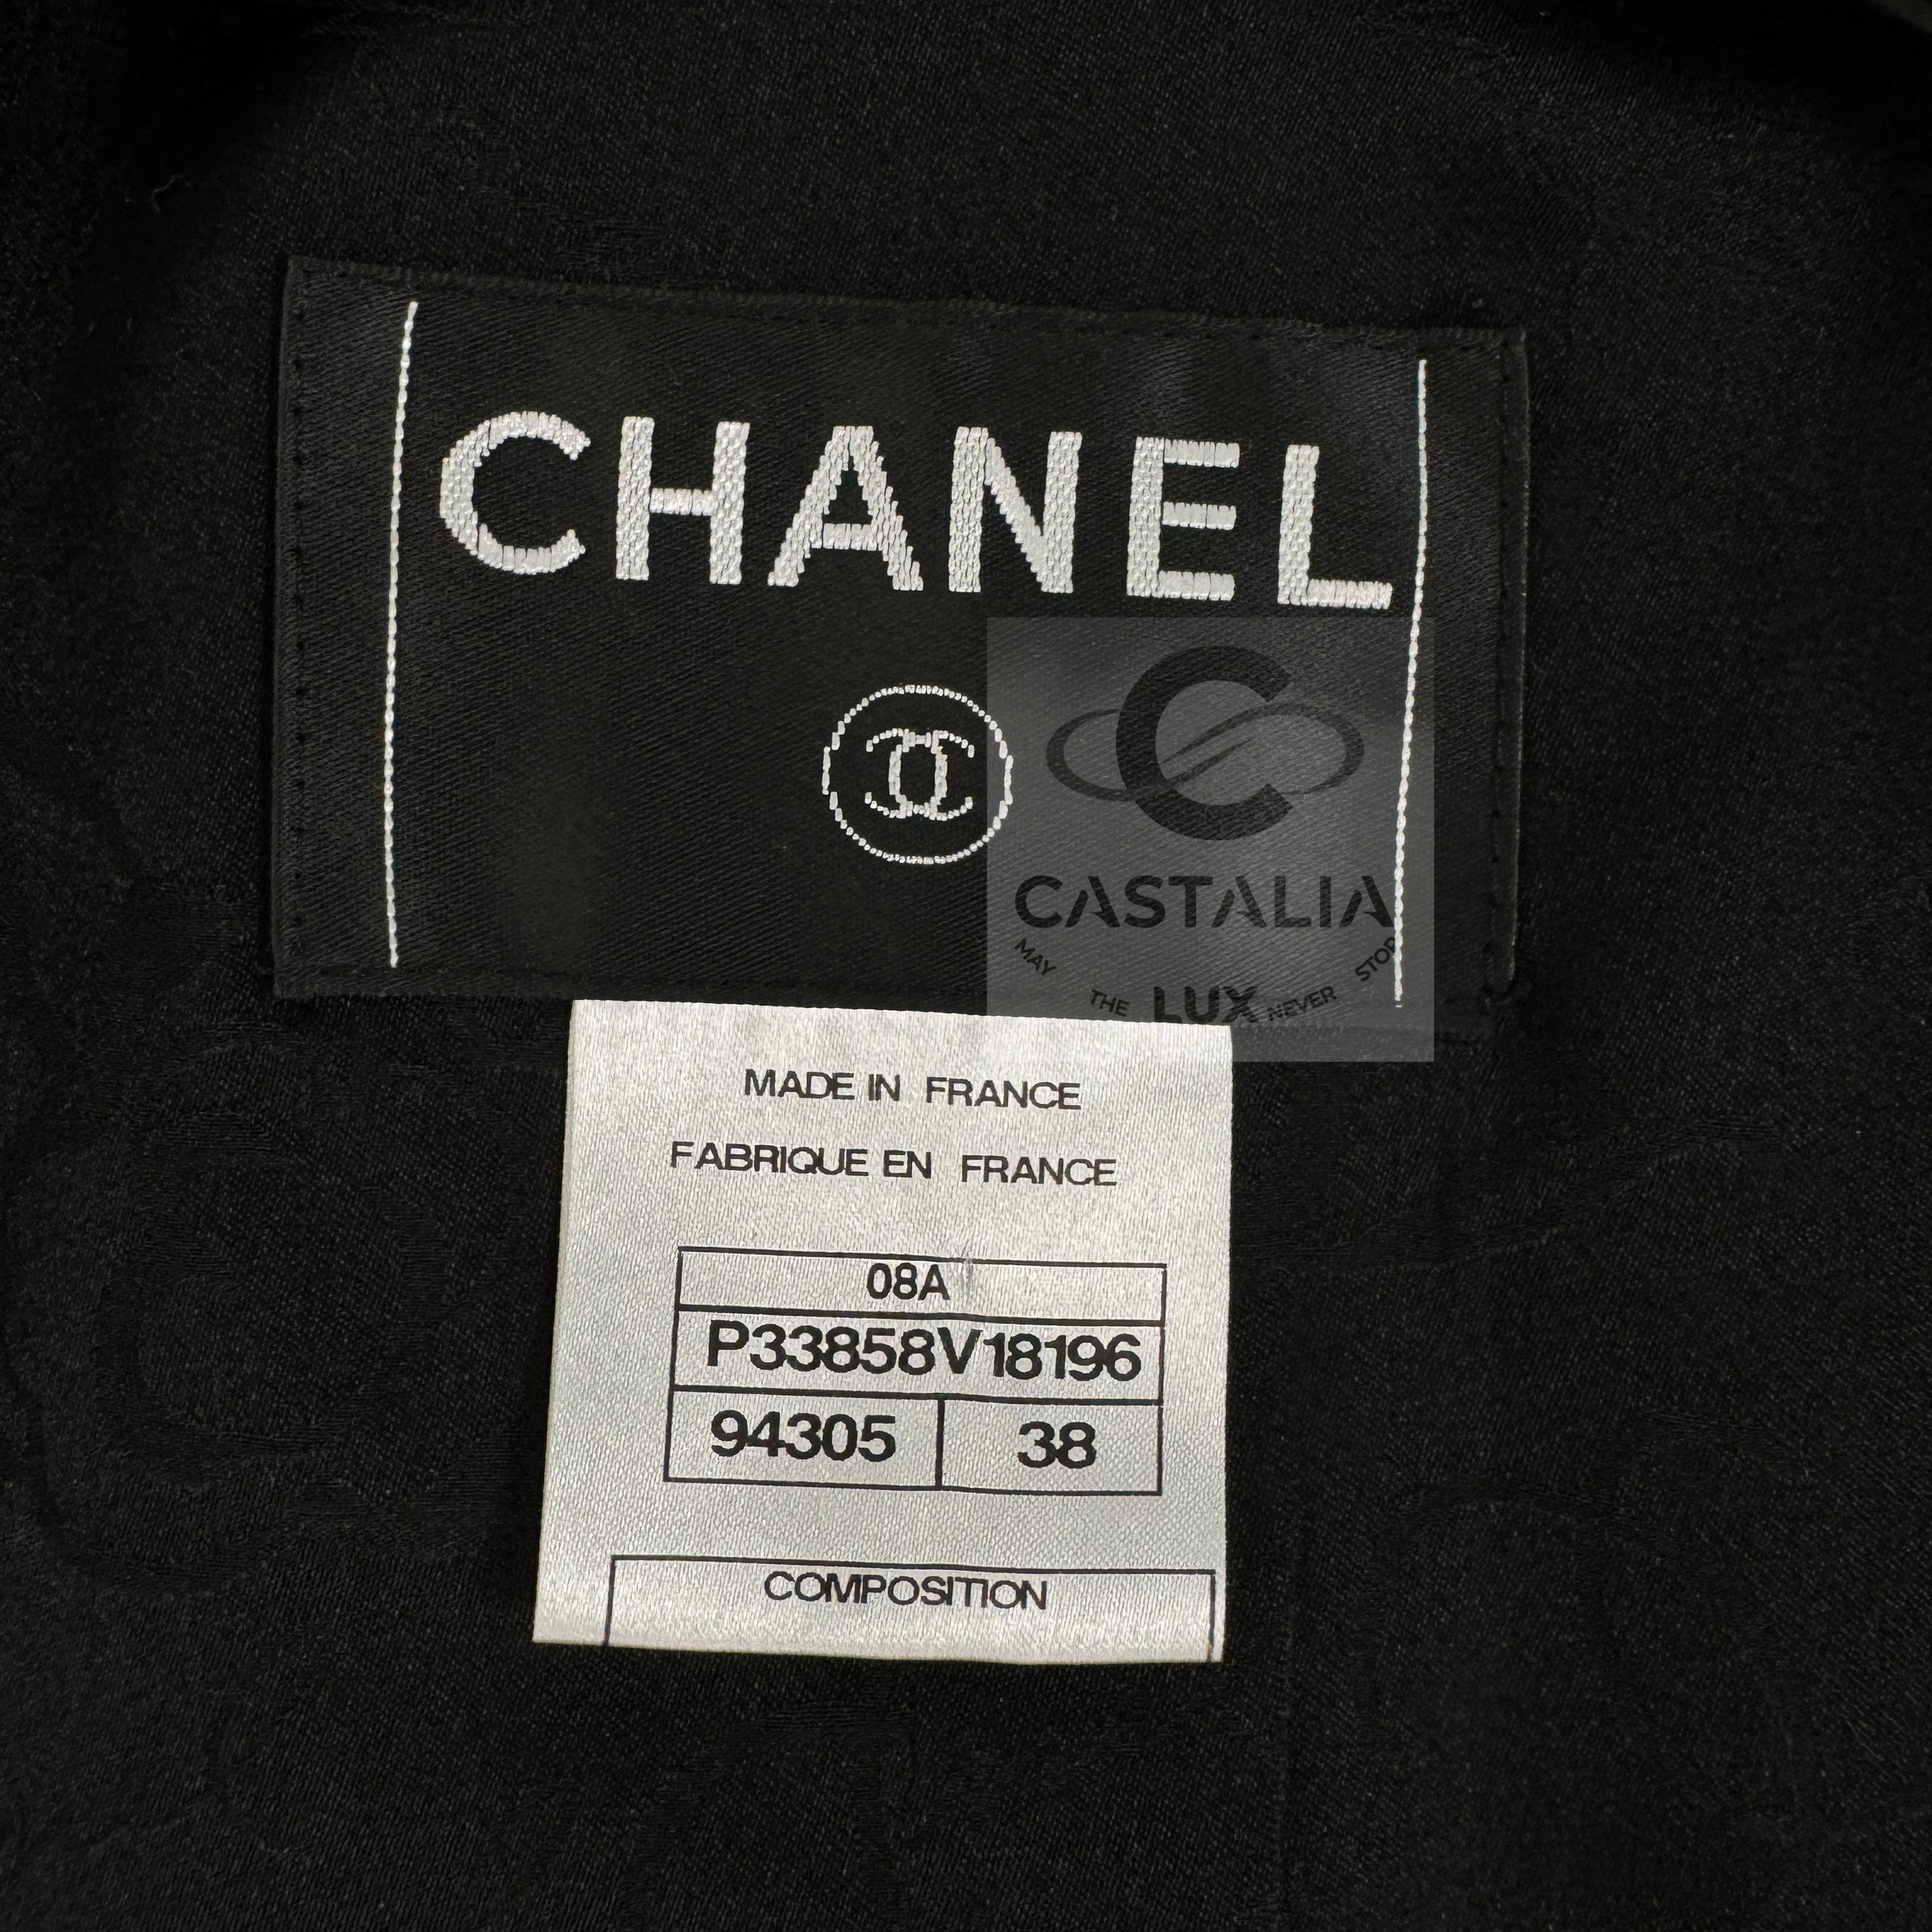 CHANEL
CASTALIA
MAY THE LUX NEVER STOP
MADE IN FRANCE
FABRIQUE EN FRANCE
08A
P33858V18196
94305 38
COMPOSITION